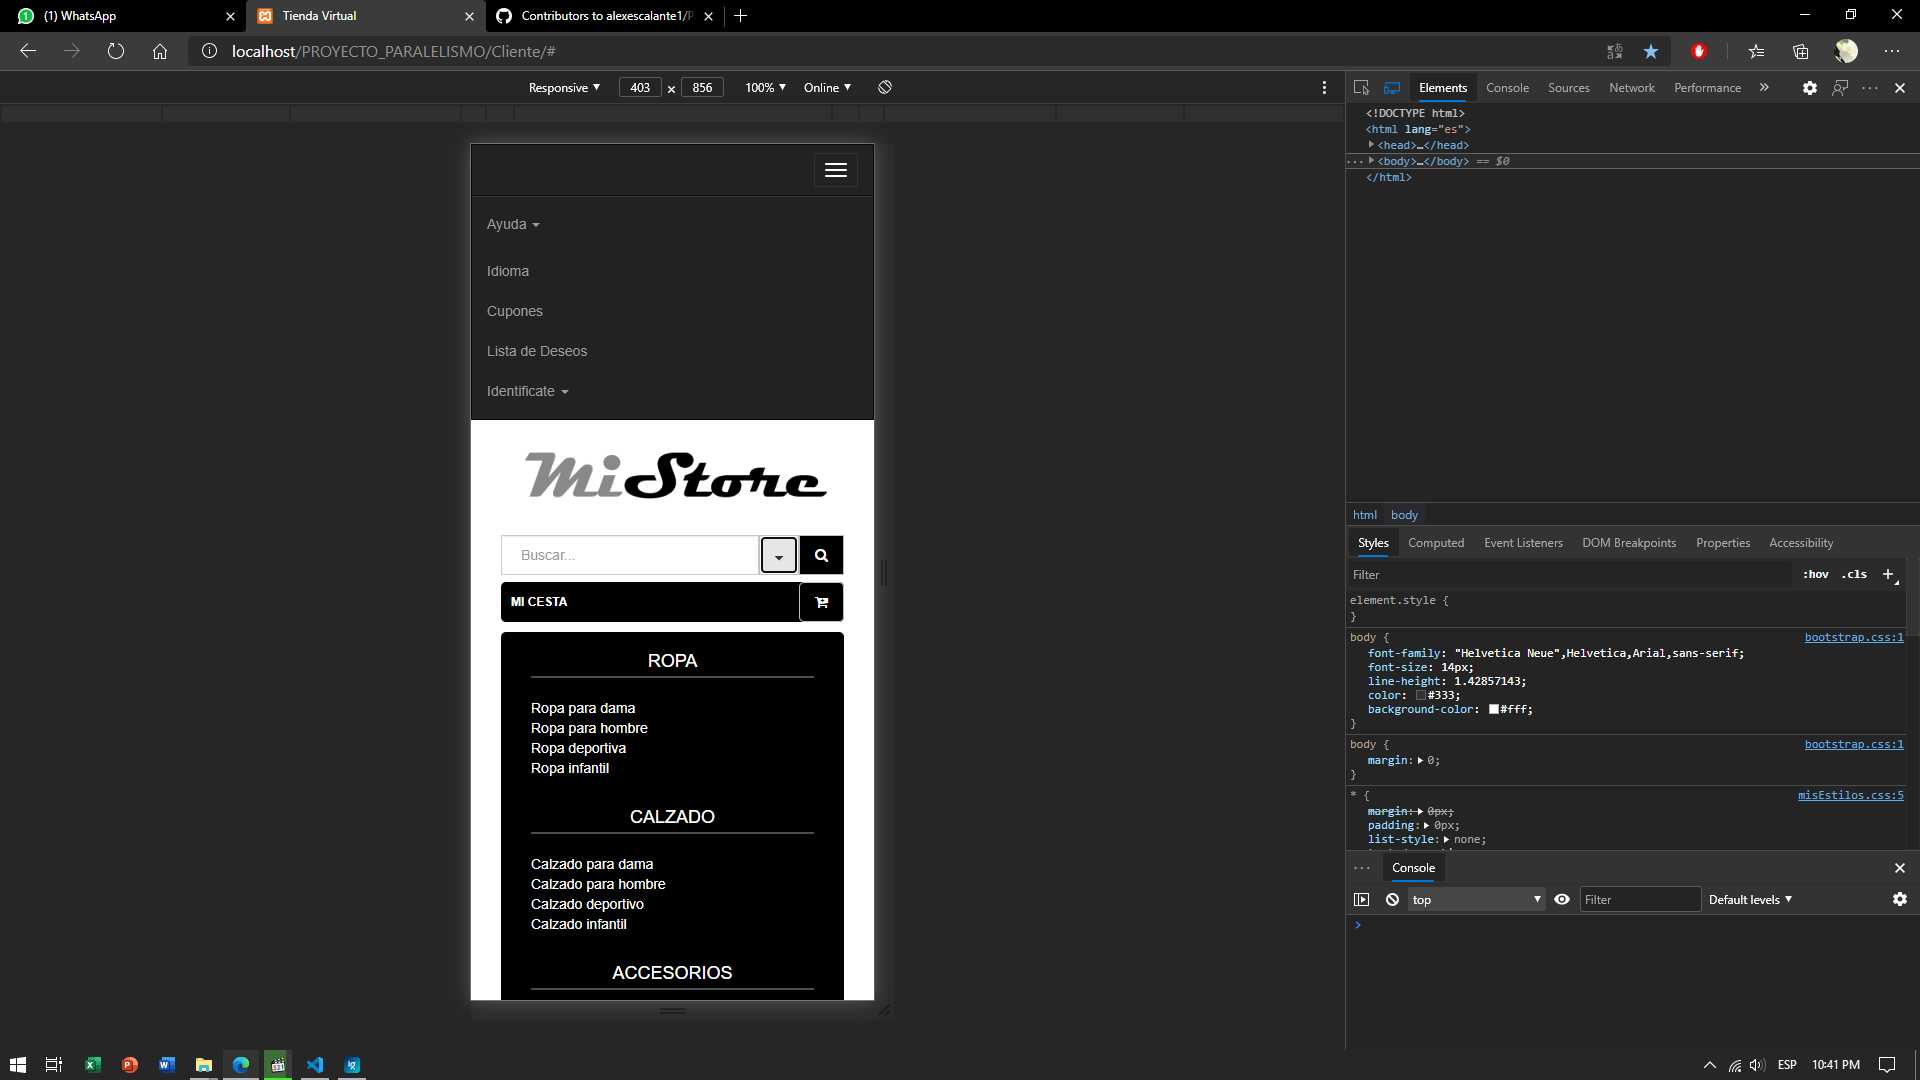 (1) WhatsApp
Tienda Virtual
Contributors to alexescalante1/P
localhost/PROYECTO_PARALELISMO/Cliente/#
Responsive
403
×
856
100%
Online
Elements
Console
Sources
Network
Performance
<!DOCTYPE html>
<html lang="es">
<head>…</head>
<body>…</body> == $0
</html>
Ayuda
Idioma
Cupones
Lista de Deseos
Identificate
MiStore
Buscar...
MI CESTA
ROPA
Ropa para dama
Ropa para hombre
Ropa deportiva
Ropa infantil
CALZADO
Calzado para dama
Calzado para hombre
Calzado deportivo
Calzado infantil
ACCESORIOS
html body
Styles
Computed
Event Listeners
DOM Breakpoints
Properties
Accessibility
Filter
:hov .cls
element.style {
}
body {
bootstrap.css:1
font-family: "Helvetica Neue",Helvetica,Arial,sans-serif;
font-size: 14px;
line-height: 1.42857143;
color: #333;
background-color: #fff;
}
body {
bootstrap.css:1
margin: 0;
}
* {
misEstilos.css:5
margin: 0px;
padding: 0px;
list-style: none;
Console
top
Filter
Default levels
ESP
10:41 PM